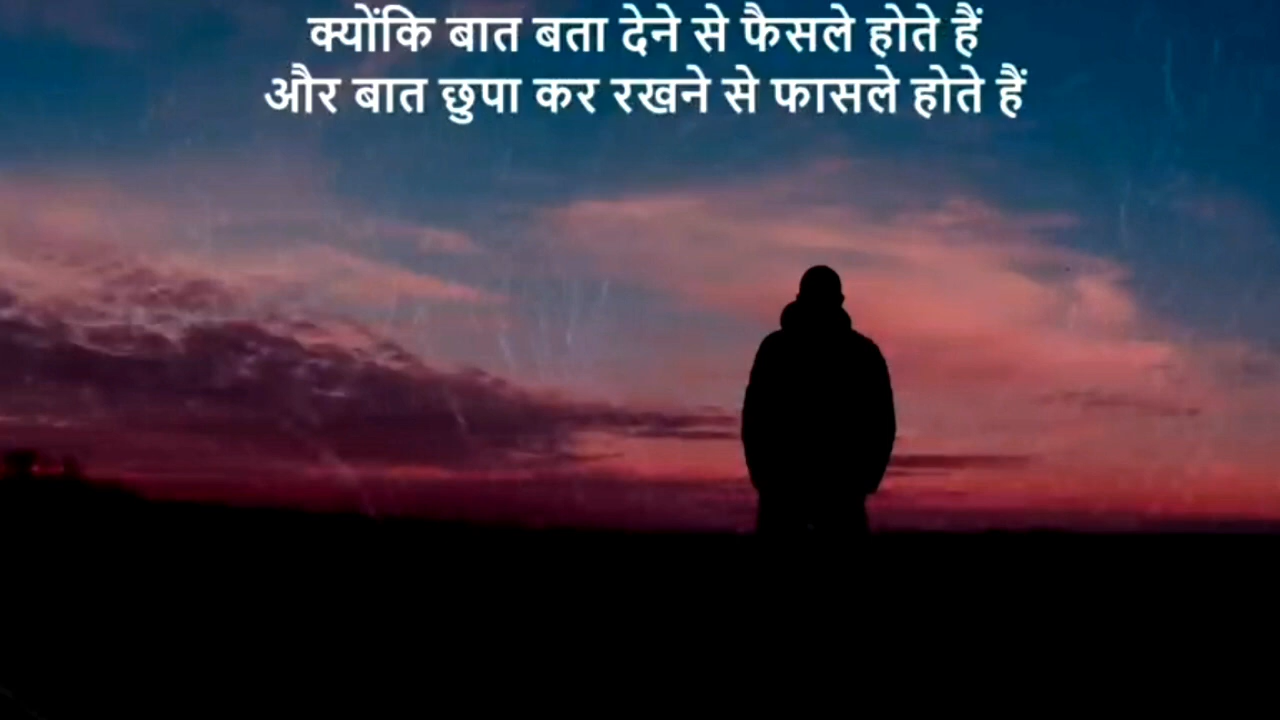 क्योंकि बात बता देने से फैसले होते हैं
और बात छुपा कर रखने से फासले होते हैं